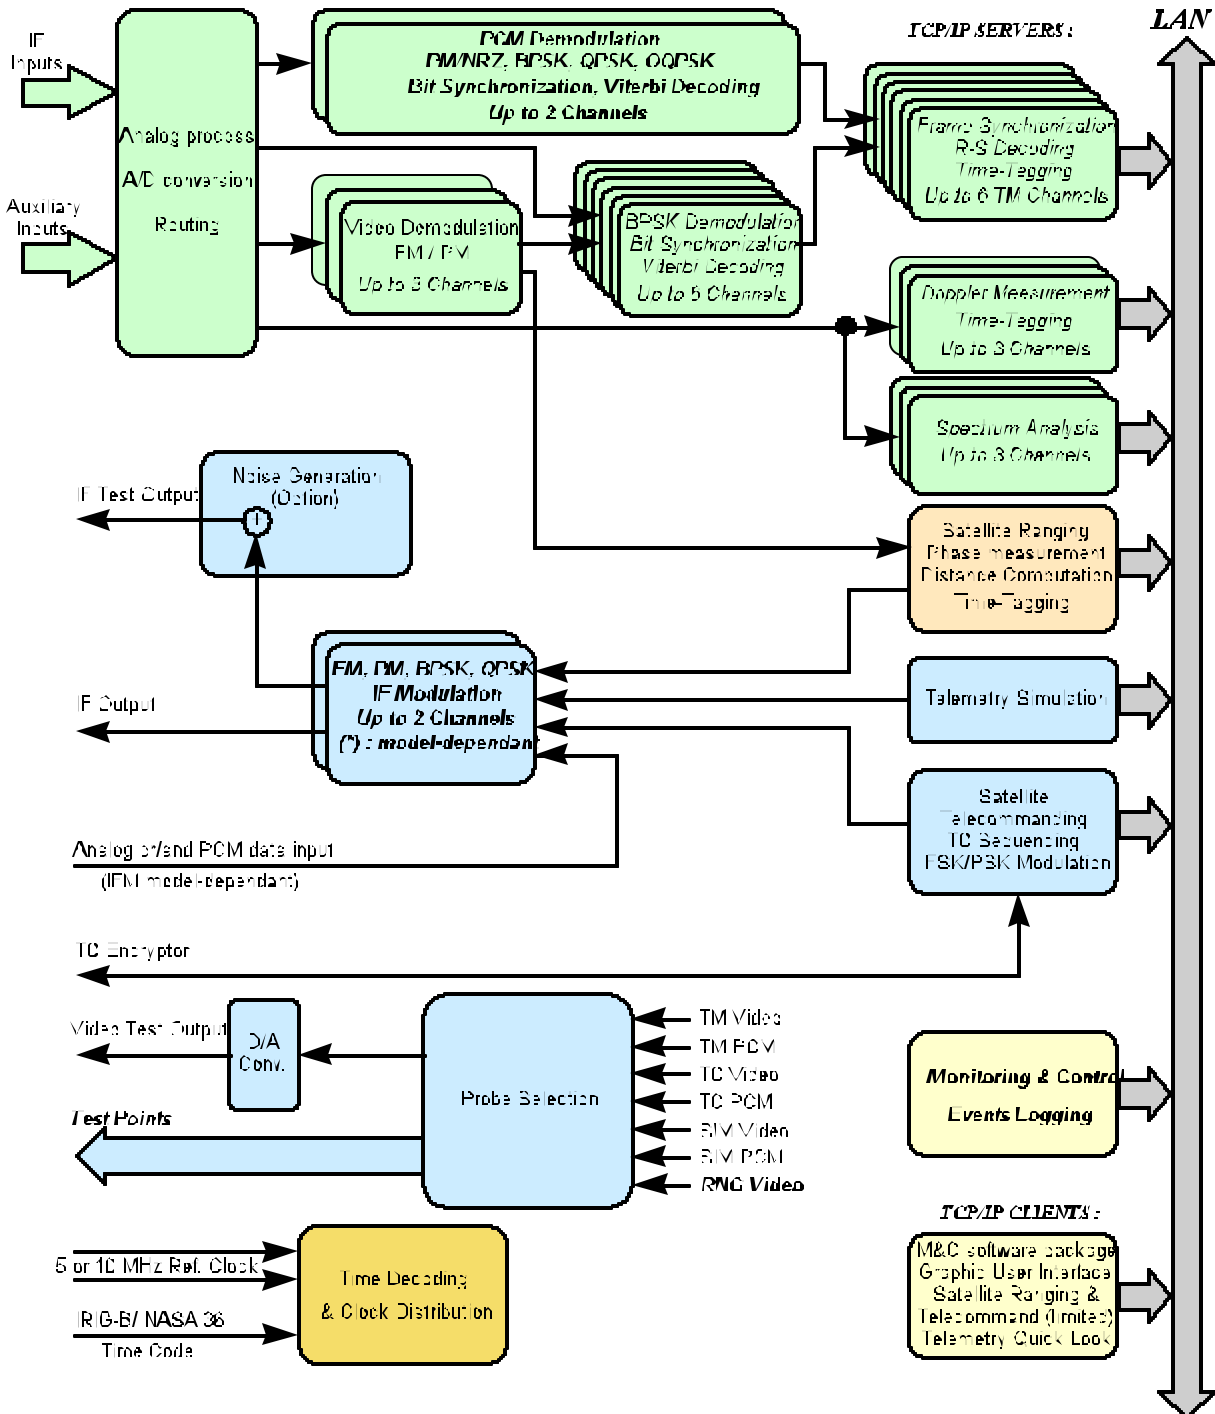 LAN
TCP/IP SERVERS :
IF
Inputs
Auxiliary
Inputs
Analog process
A/D conversion
Routing
PCM Demodulation
PM/NRZ, BPSK, QPSK, OQPSK
Bit Synchronization, Viterbi Decoding
Up to 2 Channels
Video Demodulation
FM / PM
Up to 3 Channels
BPSK Demodulation
Bit Synchronization
Viterbi Decoding
Up to 6 Channels
Frame Synchronization
R-S Decoding
Time-Tagging
Up to 6 TM Channels
Doppler Measurement
Time-Tagging
Up to 3 Channels
Spectrum Analysis
Up to 3 Channels
Noise Generation
(Option)
+
IF Test Output
Satellite Ranging
Phase measurement
Distance Computation
Time-Tagging
FM, PM, BPSK, QPSK
IF Modulation
Up to 2 Channels
(*) : model-dependant
IF Output
Telemetry Simulation
Satellite
Telecommanding
TC Sequencing
FSK/PSK Modulation
Analog or/and PCM data input
(IFM model-dependant)
TC Encryptor
Video Test Output
D/A
Conv.
Test Points
Probe Selection
TM Video
TM PCM
TC Video
TC PCM
SIM Video
SIM PCM
RNG Video
Monitoring & Control
Events Logging
TCP/IP CLIENTS :
M&C software package
Graphic User Interface
Satellite Ranging &
Telecommand (limited)
Telemetry Quick Look
5 or 10 MHz Ref. Clock
IRIG-B/ NASA 36
Time Code
Time Decoding
& Clock Distribution